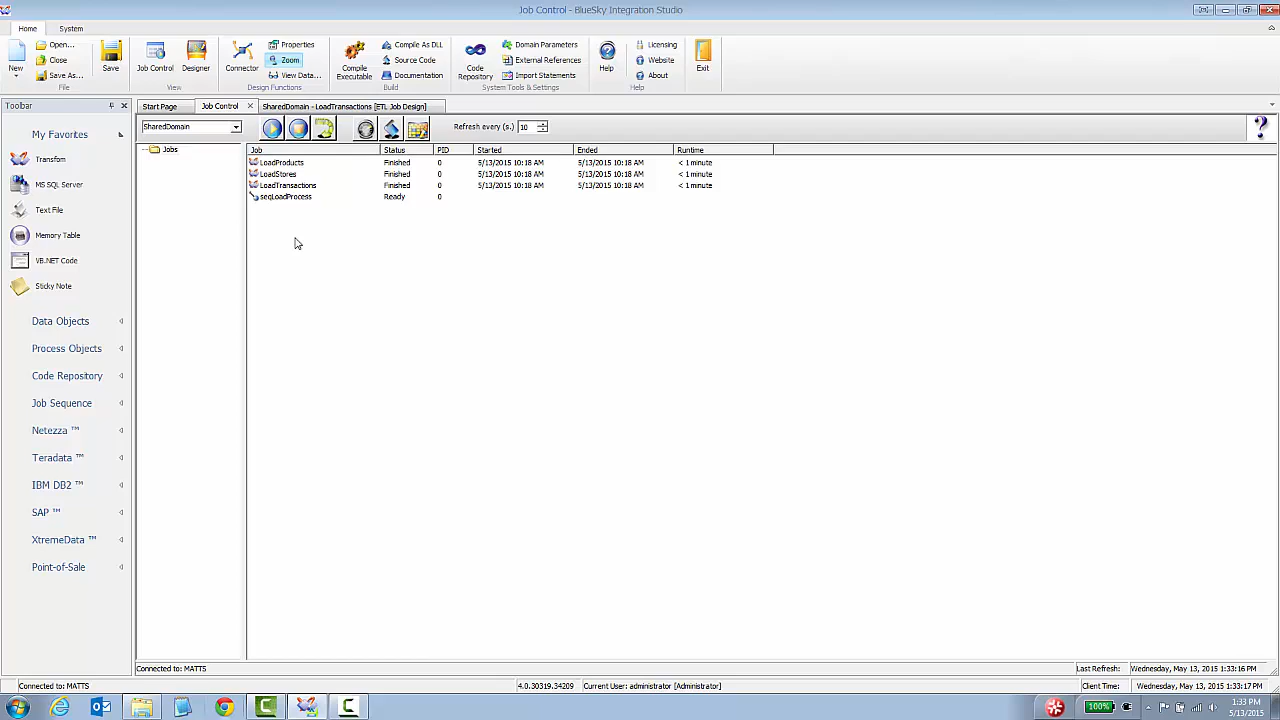 Job Control - BlueSky Integration Studio
Home System
New
Open...
Close
Save As...
Save
File
Job Control
Designer
View
Connector
Properties
Zoom
View Data...
Design Functions
Compile Executable
Compile As DLL
Source Code
Documentation
Build
Code Repository
Domain Parameters
External References
Import Statements
System Tools & Settings
Help
Licensing
Website
About
Help
Exit
Toolbar
Start Page Job Control SharedDomain - LoadTransactions [ETL Job Design]
SharedDomain Refresh every (s.) 10 ?
My Favorites
Transfom
MS SQL Server
Text File
Memory Table
VB.NET Code
Sticky Note
Data Objects
Process Objects
Code Repository
Job Sequence
Netezza ™
Teradata ™
IBM DB2 ™
SAP ™
XtremeData ™
Point-of-Sale
Jobs
Job Status PID Started Ended Runtime
LoadProducts Finished 0 5/13/2015 10:18 AM 5/13/2015 10:18 AM < 1 minute
LoadStores Finished 0 5/13/2015 10:18 AM 5/13/2015 10:18 AM < 1 minute
LoadTransactions Finished 0 5/13/2015 10:18 AM 5/13/2015 10:18 AM < 1 minute
seqLoadProcess Ready 0
Connected to: MATTS Last Refresh: Wednesday, May 13, 2015 1:33:16 PM
Connected to: MATTS 4.0.30319.34209 Current User: administrator [Administrator] Client Time: Wednesday, May 13, 2015 1:33:17 PM
100%
1:33 PM
5/13/2015